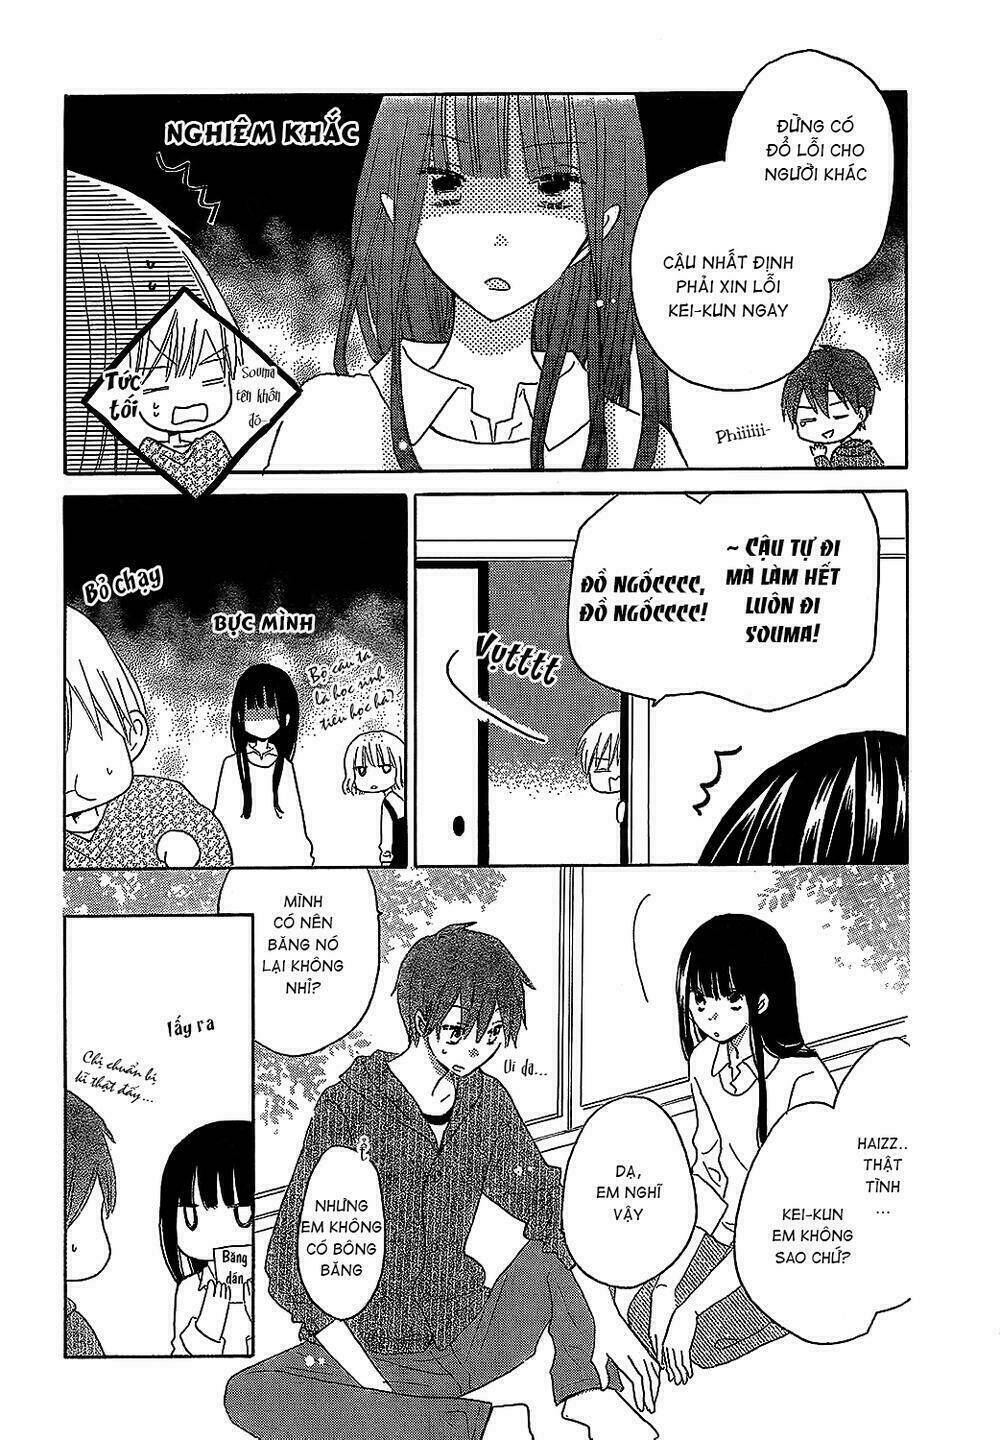 ĐỪNG CÓ
ĐỔ LỖI CHO
NGƯỜI KHÁC
CẬU NHẤT ĐỊNH
PHẢI XIN LỖI
KEI-KUN NGAY
Phìiiiii-
NGHIÊM KHẮC
Souma
tên khốn
đó...
Tức
tối
~ CẬU TỰ ĐI
MÀ LÀM HẾT
LUÔN ĐI
SOUMA!
ĐỒ NGỐCCCC,
ĐỒ NGỐCCCC!
Vụtttt
Bỏ cậu ta
là học sinh
tiểu học hả?
BỰC MÌNH
Bỏ chạy
HAIZZ..
THẬT
TÌNH
...
KEI-KUN
EM KHÔNG
SAO CHỨ?
DẠ,
EM NGHĨ
VẬY
Ui da...
MÌNH
CÓ NÊN
BĂNG NÓ
LẠI KHÔNG
NHỈ?
NHƯNG
EM KHÔNG
CÓ BÔNG
BĂNG
lấy ra
Chị chuẩn bị
kĩ thật đấy...
Băng
dán